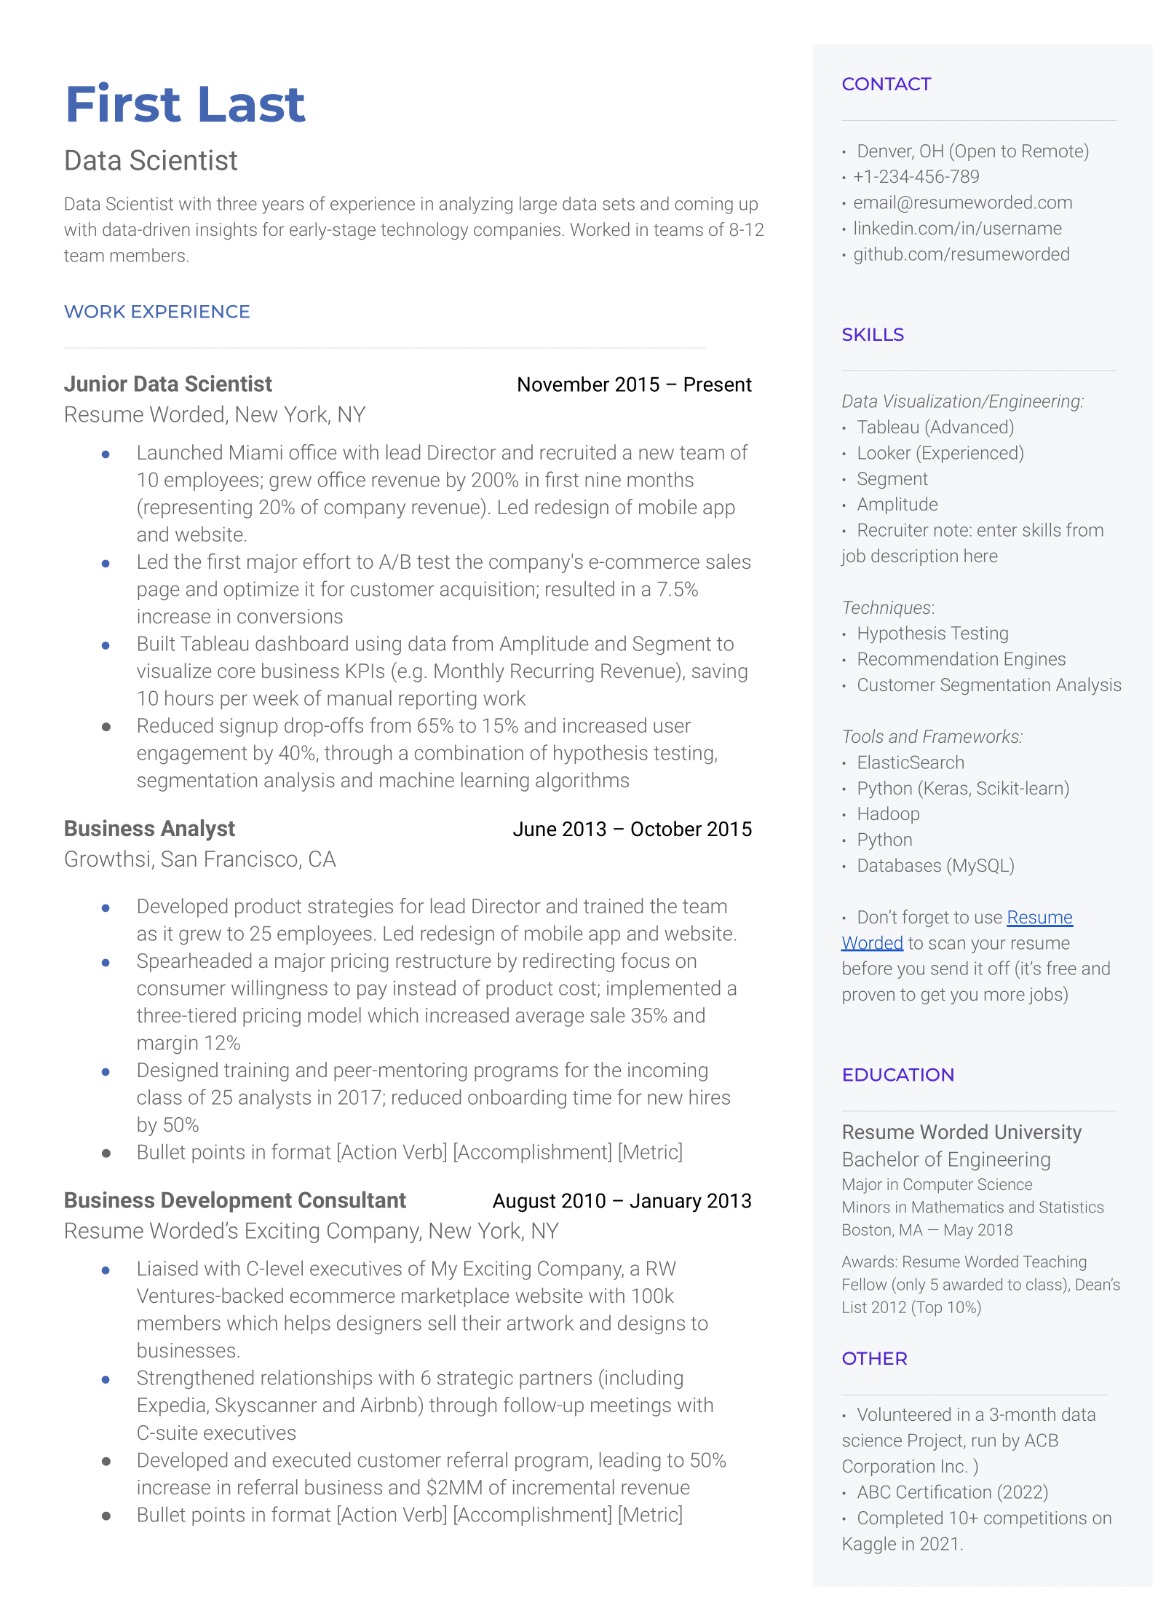 First Last
Data Scientist
Data Scientist with three years of experience in analyzing large data sets and coming up
with data-driven insights for early-stage technology companies. Worked in teams of 8-12
team members.
WORK EXPERIENCE
Junior Data Scientist November 2015 – Present
Resume Worded, New York, NY
● Launched Miami office with lead Director and recruited a new team of
10 employees; grew office revenue by 200% in first nine months
(representing 20% of company revenue). Led redesign of mobile app
and website.
● Led the first major effort to A/B test the company's e-commerce sales
page and optimize it for customer acquisition; resulted in a 7.5%
increase in conversions
● Built Tableau dashboard using data from Amplitude and Segment to
visualize core business KPIs (e.g. Monthly Recurring Revenue), saving
10 hours per week of manual reporting work
● Reduced signup drop-offs from 65% to 15% and increased user
engagement by 40%, through a combination of hypothesis testing,
segmentation analysis and machine learning algorithms
Business Analyst June 2013 – October 2015
Growthsi, San Francisco, CA
● Developed product strategies for lead Director and trained the team
as it grew to 25 employees. Led redesign of mobile app and website.
● Spearheaded a major pricing restructure by redirecting focus on
consumer willingness to pay instead of product cost; implemented a
three-tiered pricing model which increased average sale 35% and
margin 12%
● Designed training and peer-mentoring programs for the incoming
class of 25 analysts in 2017; reduced onboarding time for new hires
by 50%
● Bullet points in format [Action Verb] [Accomplishment] [Metric]
Business Development Consultant August 2010 – January 2013
Resume Worded’s Exciting Company, New York, NY
● Liaised with C-level executives of My Exciting Company, a RW
Ventures-backed ecommerce marketplace website with 100k
members which helps designers sell their artwork and designs to
businesses.
● Strengthened relationships with 6 strategic partners (including
Expedia, Skyscanner and Airbnb) through follow-up meetings with
C-suite executives
● Developed and executed customer referral program, leading to 50%
increase in referral business and $2MM of incremental revenue
● Bullet points in format [Action Verb] [Accomplishment] [Metric]
CONTACT
• Denver, OH (Open to Remote)
• +1-234-456-789
• email@resumeworded.com
• linkedin.com/in/username
• github.com/resumeworded
SKILLS
Data Visualization/Engineering:
• Tableau (Advanced)
• Looker (Experienced)
• Segment
• Amplitude
• Recruiter note: enter skills from
job description here
Techniques:
• Hypothesis Testing
• Recommendation Engines
• Customer Segmentation Analysis
Tools and Frameworks:
• ElasticSearch
• Python (Keras, Scikit-learn)
• Hadoop
• Python
• Databases (MySQL)
• Don’t forget to use Resume
Worded to scan your resume
before you send it off (it’s free and
proven to get you more jobs)
EDUCATION
Resume Worded University
Bachelor of Engineering
Major in Computer Science
Minors in Mathematics and Statistics
Boston, MA — May 2018
Awards: Resume Worded Teaching
Fellow (only 5 awarded to class), Dean’s
List 2012 (Top 10%)
OTHER
• Volunteered in a 3-month data
science Project, run by ACB
Corporation Inc. )
• ABC Certification (2022)
• Completed 10+ competitions on
Kaggle in 2021.